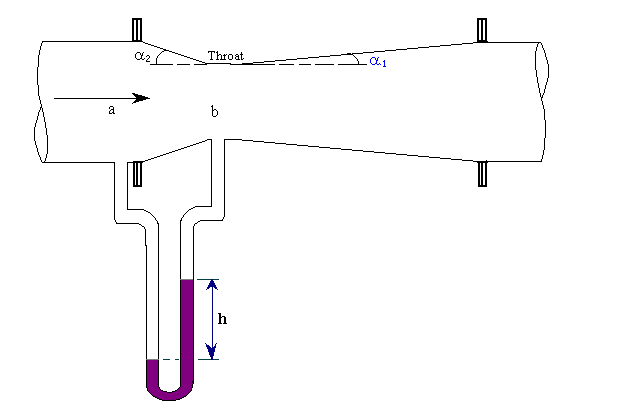 α₂
Throat
α₁
a
b
h